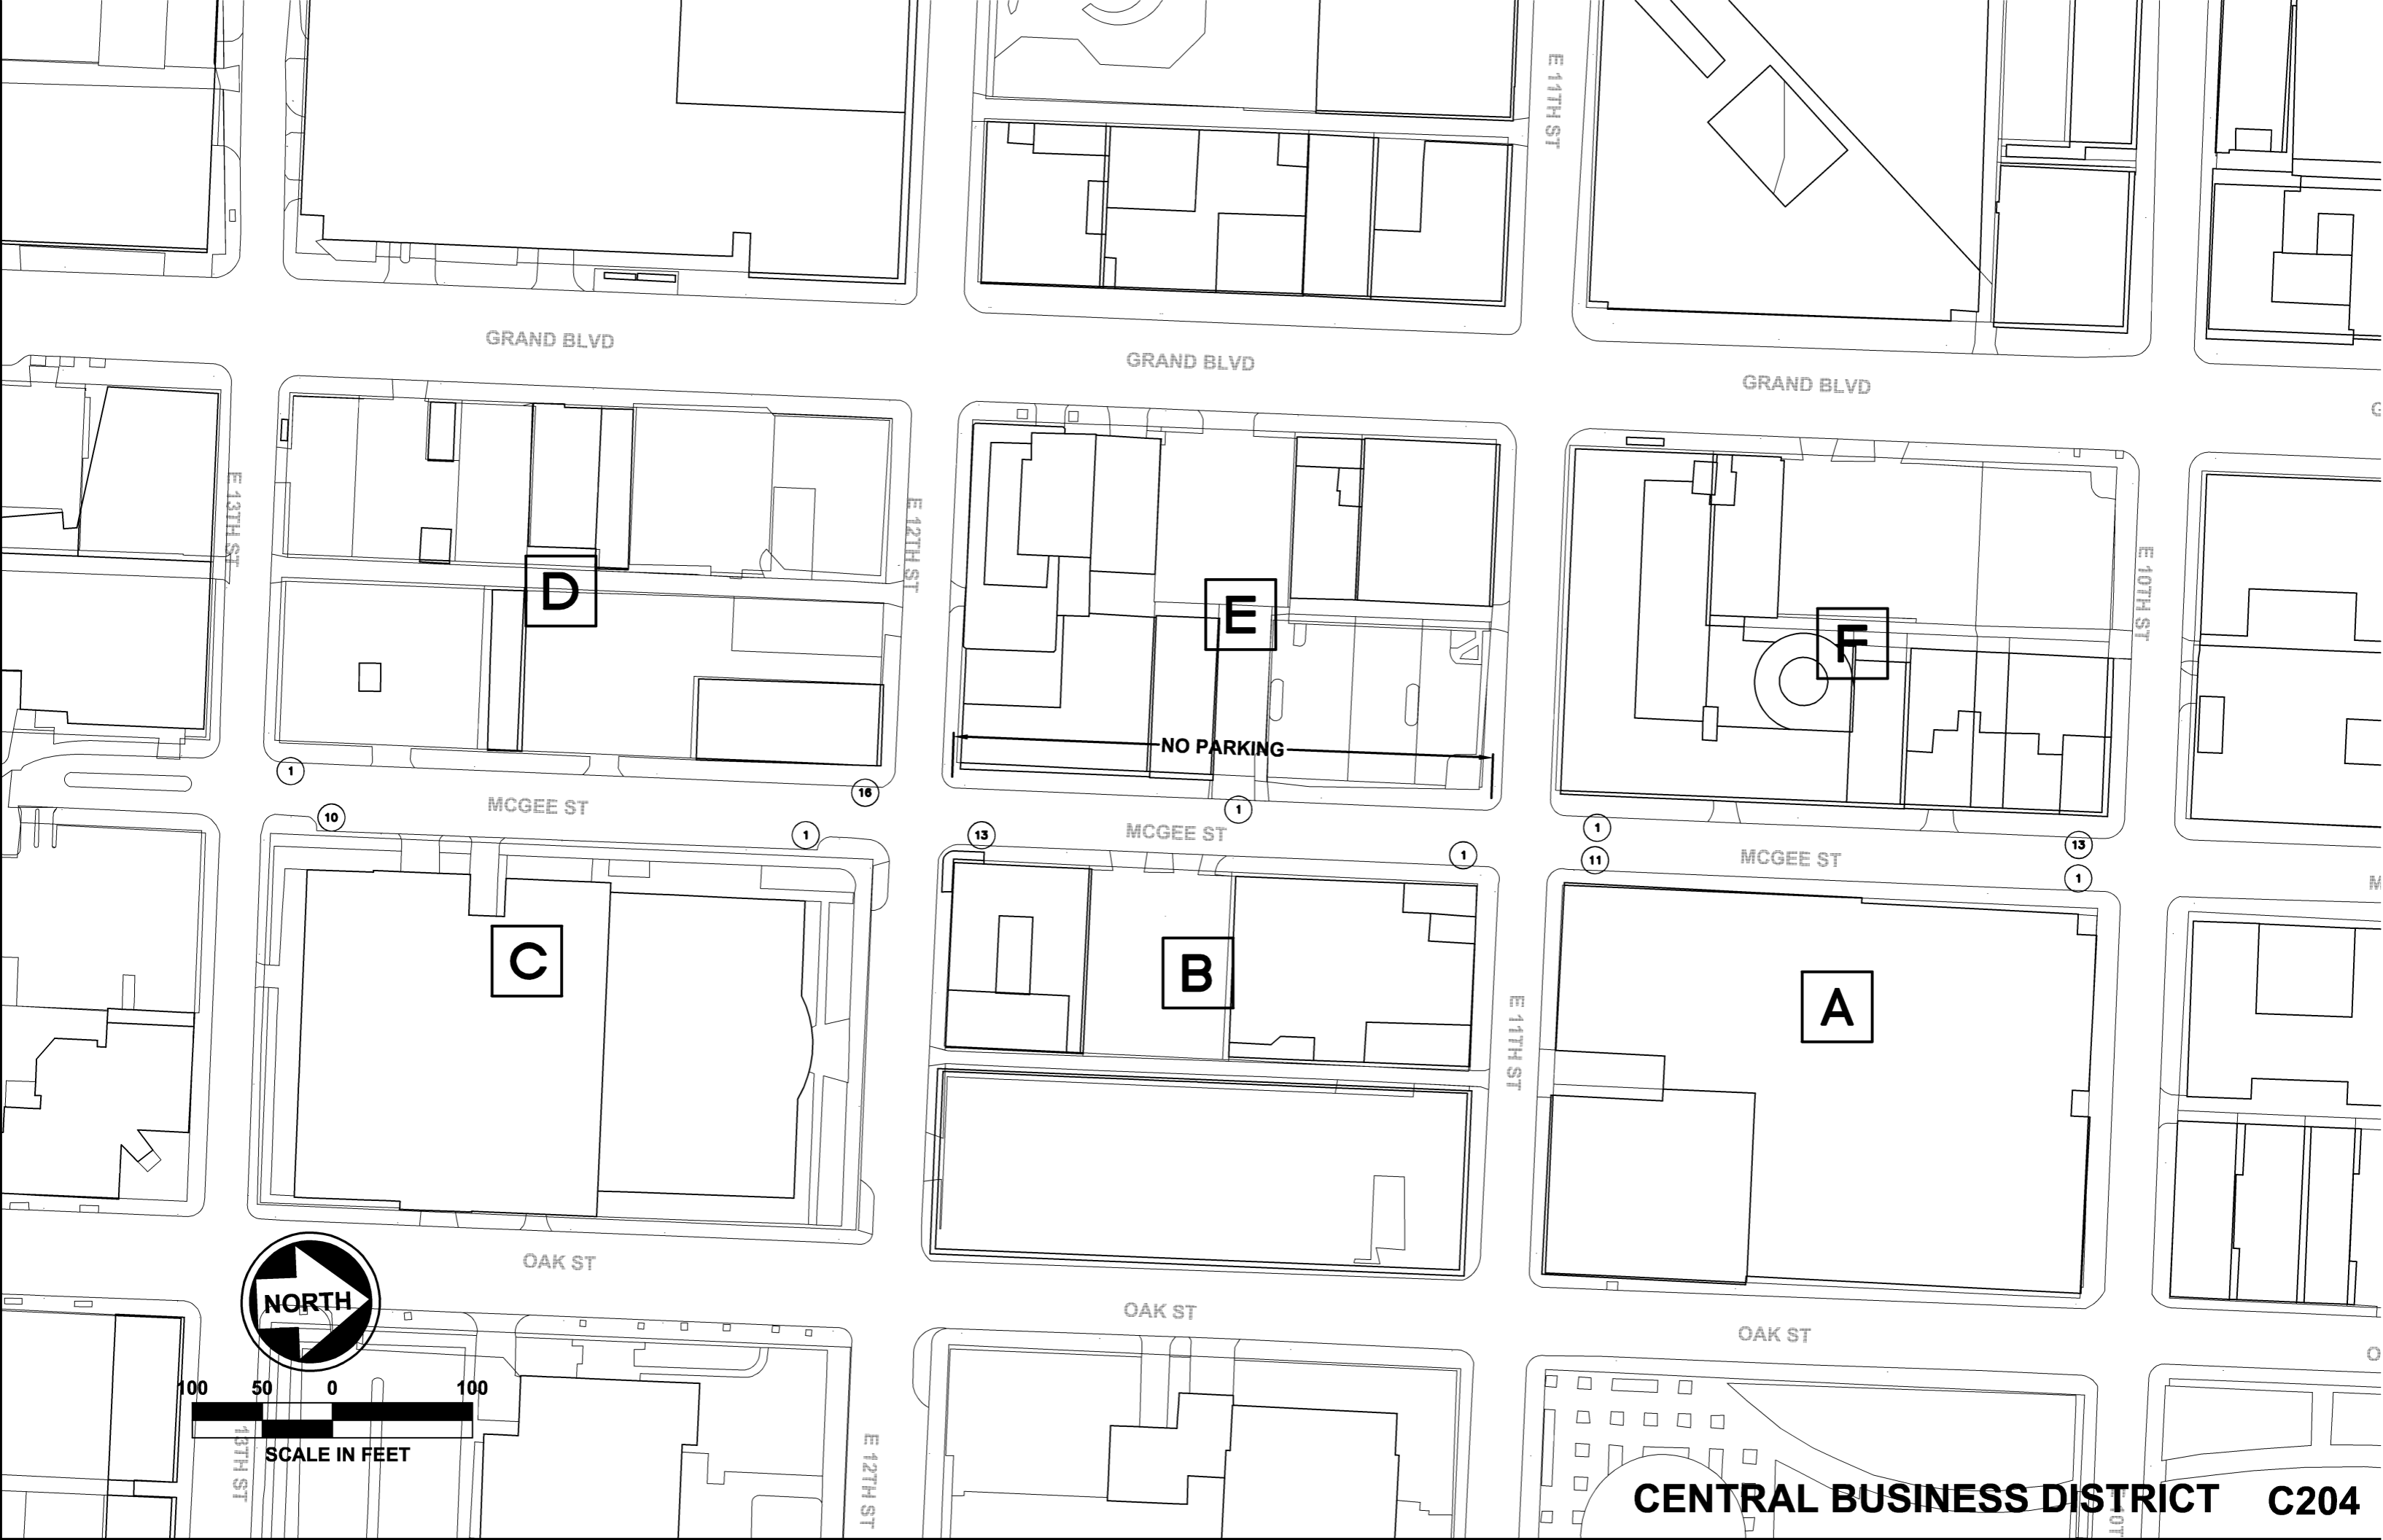 E 11TH ST
GRAND BLVD
GRAND BLVD
GRAND BLVD
G
E 13TH ST
E 12TH ST
E 10TH ST
D
E
F
NO PARKING
1
16
MCGEE ST
10
1
1
MCGEE ST
13
1
1
11
MCGEE ST
13
1
M
C
B
A
E 11TH ST
OAK ST
NORTH
OAK ST
OAK ST
O
100 50 0 100
SCALE IN FEET
13TH ST
E 12TH ST
CENTRAL BUSINESS DISTRICT C204